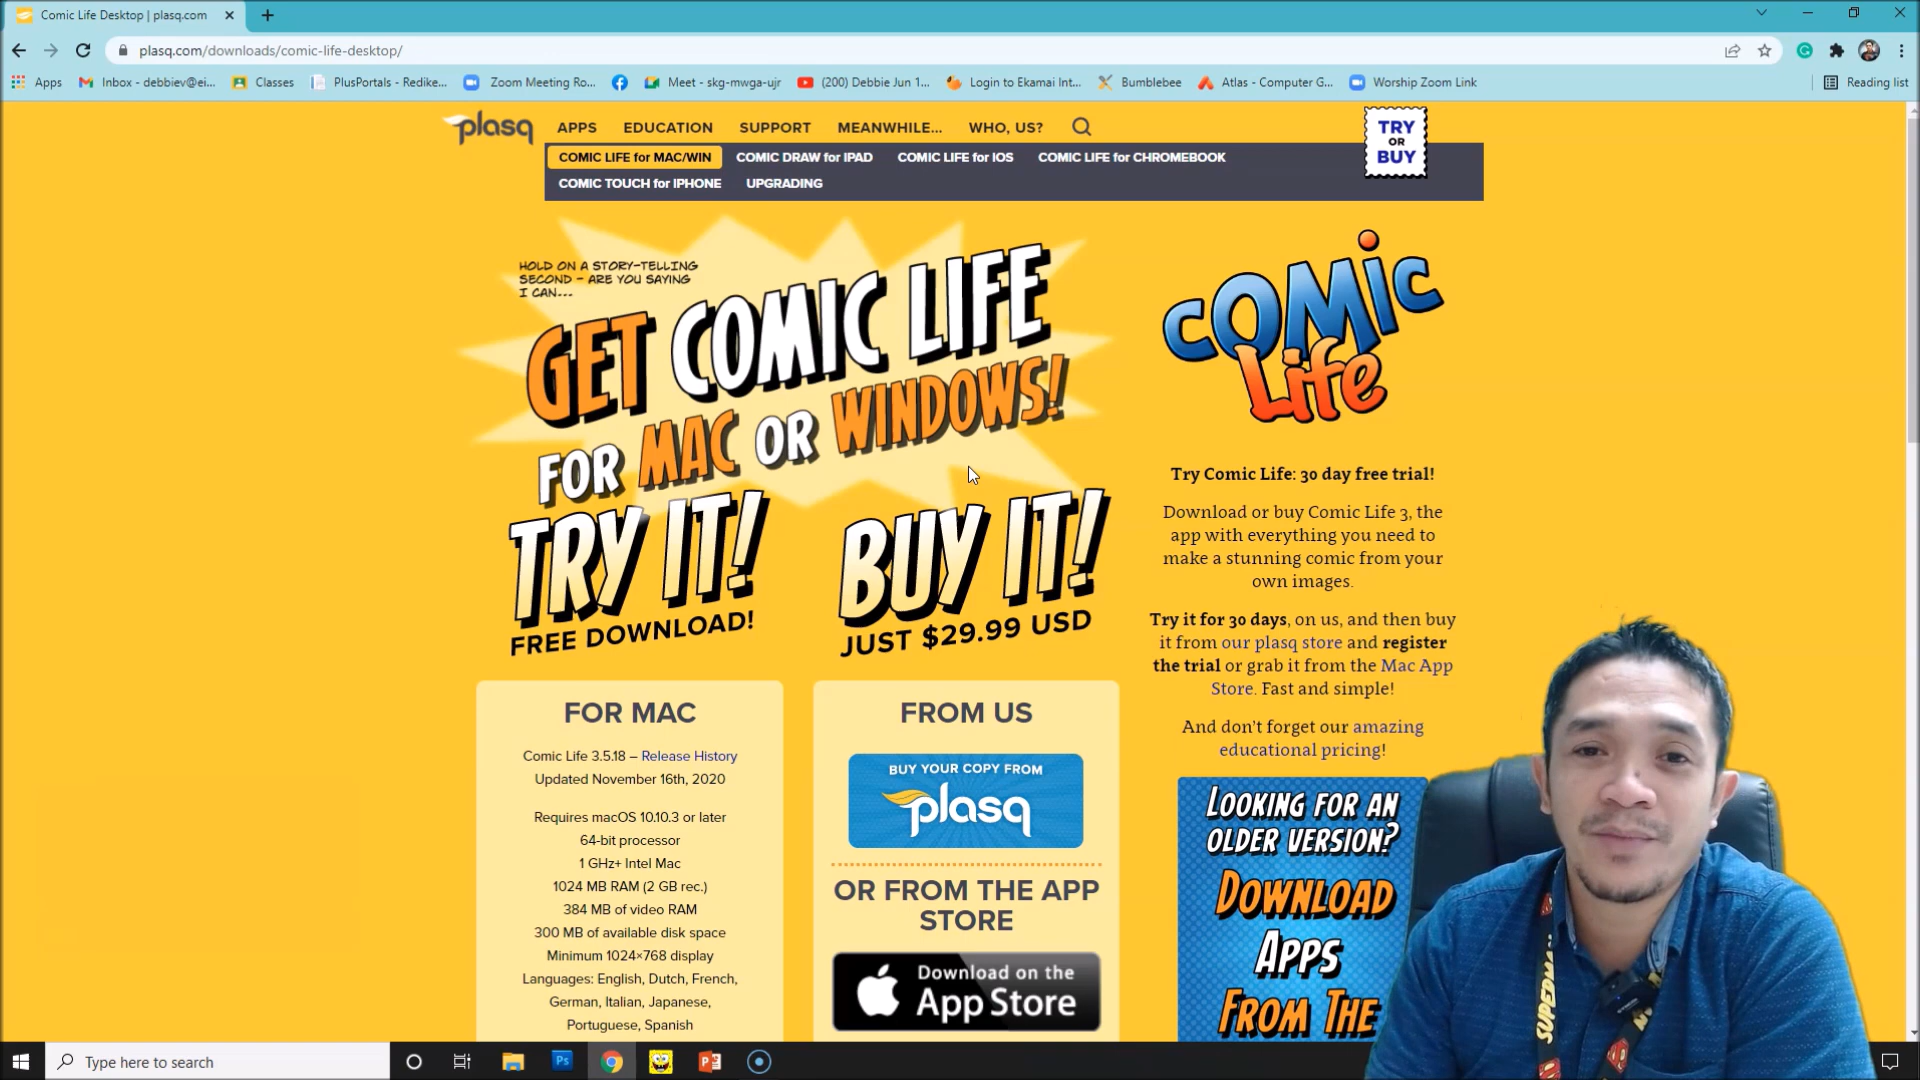 Comic Life Desktop | plasq.com
plasq.com/downloads/comic-life-desktop/
Apps
Inbox - debbiev@ei...
Classes
PlusPortals - Redike...
Zoom Meeting Ro...
Meet - skg-mwga-ujr
(200) Debbie Jun 1...
Login to Ekamai Int...
Bumblebee
Atlas - Computer G...
Worship Zoom Link
Reading list
plasq
APPS
EDUCATION
SUPPORT
MEANWHILE...
WHO, US?
TRY
OR
BUY
COMIC LIFE for MAC/WIN
COMIC DRAW for IPAD
COMIC LIFE for IOS
COMIC LIFE for CHROMEBOOK
COMIC TOUCH for IPHONE
UPGRADING
HOLD ON A STORY-TELLING
SECOND - ARE YOU SAYING
I CAN...
GET COMIC LIFE
FOR MAC OR WINDOWS!
TRY IT!
FREE DOWNLOAD!
BUY IT!
JUST $29.99 USD
FOR MAC
Comic Life 3.5.18 – Release History
Updated November 16th, 2020
Requires macOS 10.10.3 or later
64-bit processor
1 GHz+ Intel Mac
1024 MB RAM (2 GB rec.)
384 MB of video RAM
300 MB of available disk space
Minimum 1024×768 display
Languages: English, Dutch, French,
German, Italian, Japanese,
Portuguese, Spanish
FROM US
BUY YOUR COPY FROM
plasq
OR FROM THE APP
STORE
Download on the
App Store
COMIC
Life
Try Comic Life: 30 day free trial!
Download or buy Comic Life 3, the
app with everything you need to
make a stunning comic from your
own images.
Try it for 30 days, on us, and then buy
it from our plasq store and register
the trial or grab it from the Mac App
Store. Fast and simple!
And don't forget our amazing
educational pricing!
LOOKING FOR AN
OLDER VERSION?
DOWNLOAD
APPS
FROM THE
SUPERMAN
Type here to search
Ps